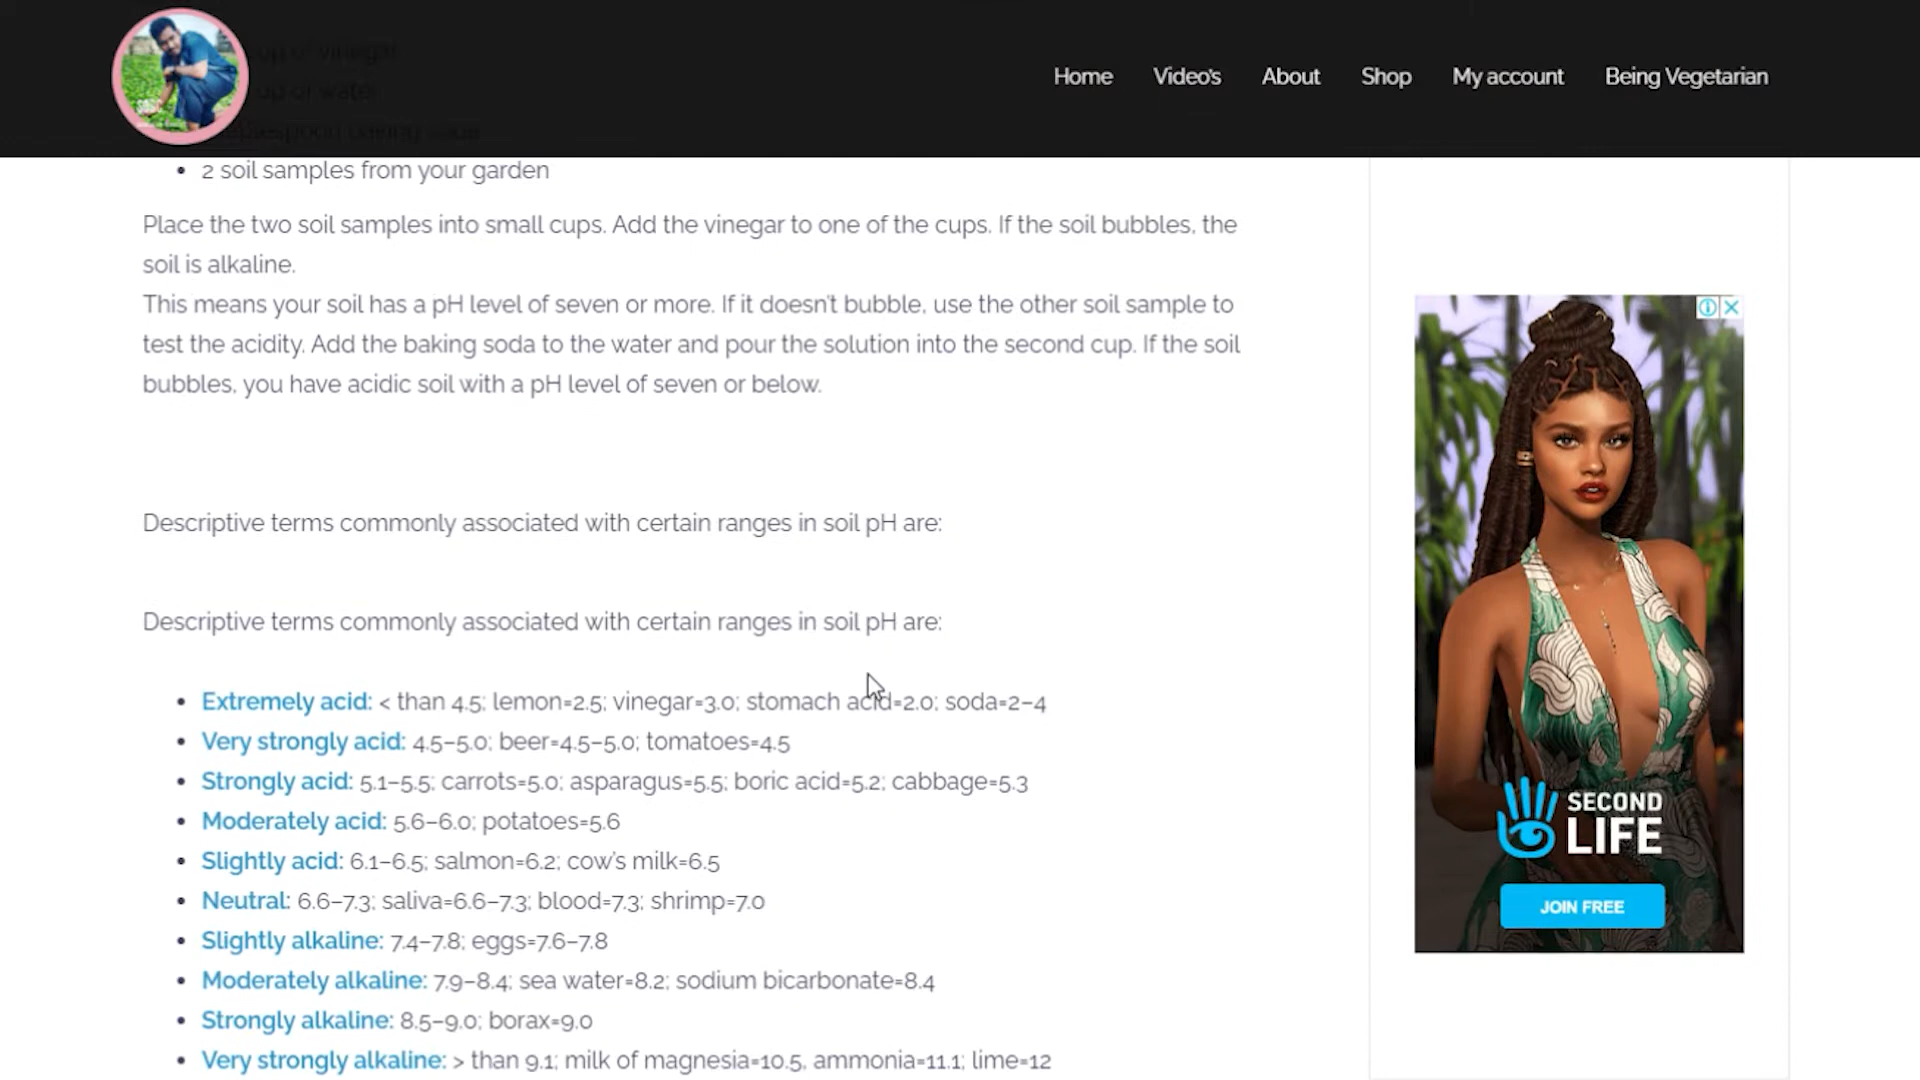 Home Video's About Shop My account Being Vegetarian
up of vinegar
up of water
2 soil samples from your garden
Place the two soil samples into small cups. Add the vinegar to one of the cups. If the soil bubbles, the
soil is alkaline.
This means your soil has a pH level of seven or more. If it doesn't bubble, use the other soil sample to
test the acidity. Add the baking soda to the water and pour the solution into the second cup. If the soil
bubbles, you have acidic soil with a pH level of seven or below.
Descriptive terms commonly associated with certain ranges in soil pH are:
Descriptive terms commonly associated with certain ranges in soil pH are:
Extremely acid: < than 4.5; lemon=2.5; vinegar=3.0; stomach acid=2.0; soda=2–4
Very strongly acid: 4.5–5.0; beer=4.5–5.0; tomatoes=4.5
Strongly acid: 5.1–5.5; carrots=5.0; asparagus=5.5; boric acid=5.2; cabbage=5.3
Moderately acid: 5.6–6.0; potatoes=5.6
Slightly acid: 6.1–6.5; salmon=6.2; cow's milk=6.5
Neutral: 6.6–7.3; saliva=6.6–7.3; blood=7.3; shrimp=7.0
Slightly alkaline: 7.4–7.8; eggs=7.6–7.8
Moderately alkaline: 7.9–8.4; sea water=8.2; sodium bicarbonate=8.4
Strongly alkaline: 8.5–9.0; borax=9.0
Very strongly alkaline: > than 9.1; milk of magnesia=10.5, ammonia=11.1; lime=12
SECOND
LIFE
JOIN FREE